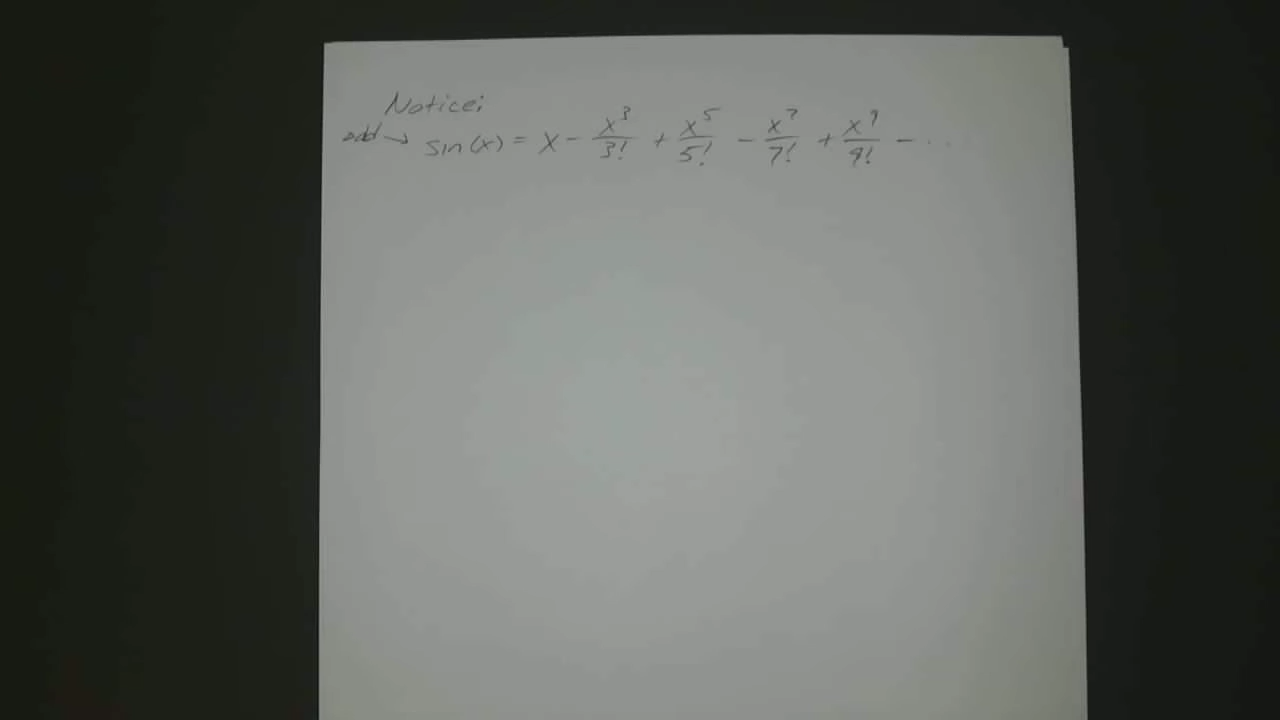 Notice:
odd → sin(x) = x - x³/3! + x⁵/5! - x⁷/7! + x⁹/9! - ...